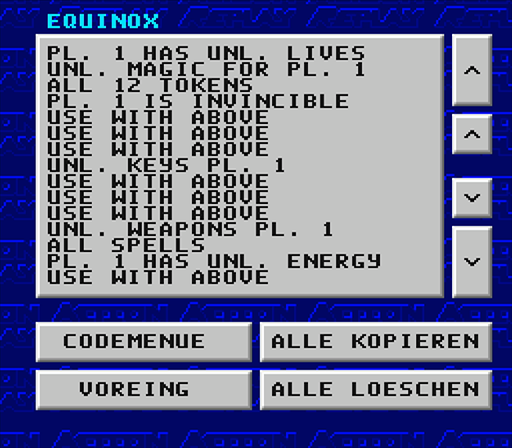 EQUINOX
PL. 1 HAS UNL. LIVES
UNL. MAGIC FOR PL. 1
ALL 12 TOKENS
PL. 1 IS INVINCIBLE
USE WITH ABOVE
USE WITH ABOVE
USE WITH ABOVE
UNL. KEYS PL. 1
USE WITH ABOVE
USE WITH ABOVE
USE WITH ABOVE
UNL. WEAPONS PL. 1
ALL SPELLS
PL. 1 HAS UNL. ENERGY
USE WITH ABOVE
CODEMENUE
ALLE KOPIEREN
VOREING
ALLE LOESCHEN